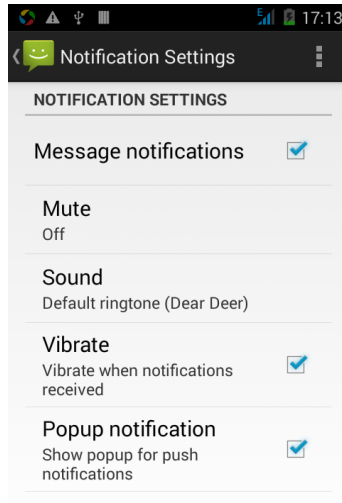 E 17:13
Notification Settings
NOTIFICATION SETTINGS
Message notifications
Mute
Off
Sound
Default ringtone (Dear Deer)
Vibrate
Vibrate when notifications
received
Popup notification
Show popup for push
notifications